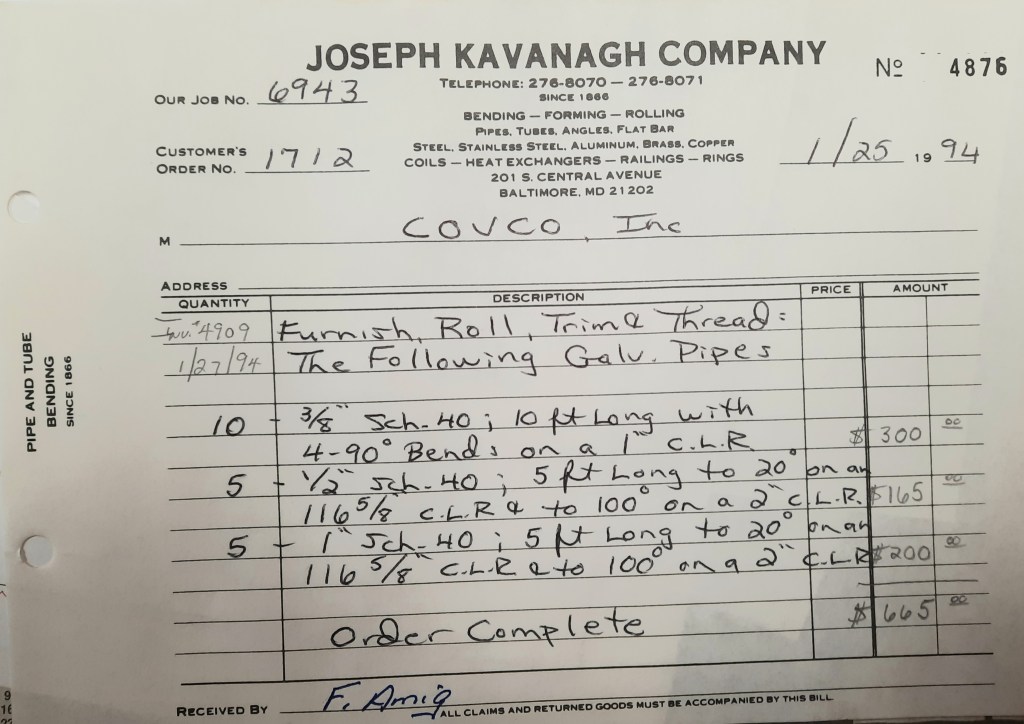 JOSEPH KAVANAGH COMPANY
Nº 4876
TELEPHONE: 276-8070 — 276-8071
SINCE 1866
OUR JOB NO. 6943
BENDING — FORMING — ROLLING
PIPES, TUBES, ANGLES, FLAT BAR
STEEL, STAINLESS STEEL, ALUMINUM, BRASS, COPPER
CUSTOMER'S
ORDER NO. 1712
COILS — HEAT EXCHANGERS — RAILINGS — RINGS
1/25 1994
201 S. CENTRAL AVENUE
BALTIMORE, MD 21202
M COVCO, Inc
ADDRESS
QUANTITY DESCRIPTION PRICE AMOUNT
Inv.# 4909 Furnish, Roll, Trim & Thread:
1/27/94 The Following Galv. Pipes
10 - 3/8" Sch-40; 10 ft Long with
4-90° Bends on a 1" C.L.R. $ 300 00
5 - 1/2" Sch-40; 5 ft Long to 20° on an
116 5/8" C.L.R & to 100° on a 2" C.L.R. $165 00
5 - 1" Sch-40; 5 ft Long to 20° on an
116 5/8" C.L.R & to 100° on a 2" C.L.R $200 00
$ 665 00
Order Complete
RECEIVED BY F. Amig
ALL CLAIMS AND RETURNED GOODS MUST BE ACCOMPANIED BY THIS BILL
PIPE AND TUBE
BENDING
SINCE 1866